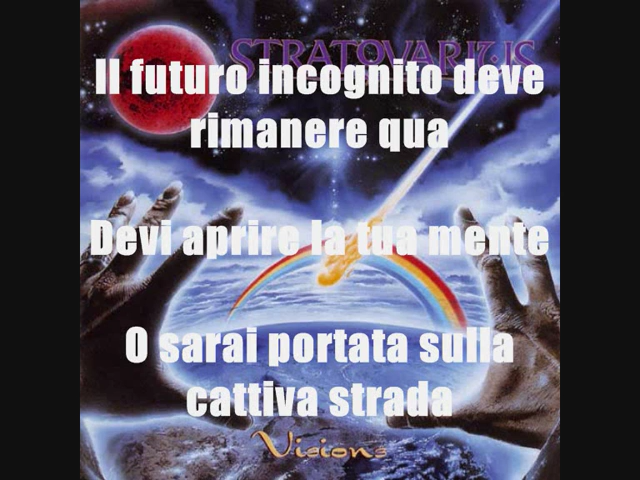 STRATOVARIUS
Il futuro incognito deve
rimanere qua
Devi aprire la tua mente
O sarai portata sulla
cattiva strada
Visions